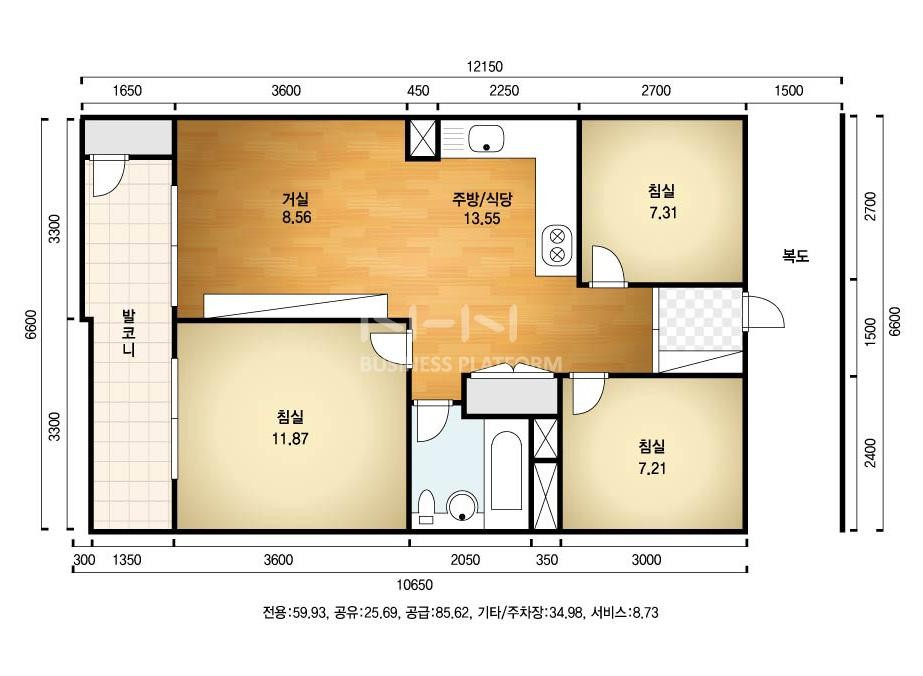 12150
1650 3600 450 2250 2700 1500
거실
8.56
주방/식당
13.55
침실
7.31
복도
3300
2700
6600
발코니
1500
6600
N-N
BUSINESS PLATFORM
침실
11.87
침실
7.21
3300
2400
300 1350 3600 2050 350 3000
10650
전용:59.93, 공유:25.69, 공급:85.62, 기타/주차장:34.98, 서비스:8.73